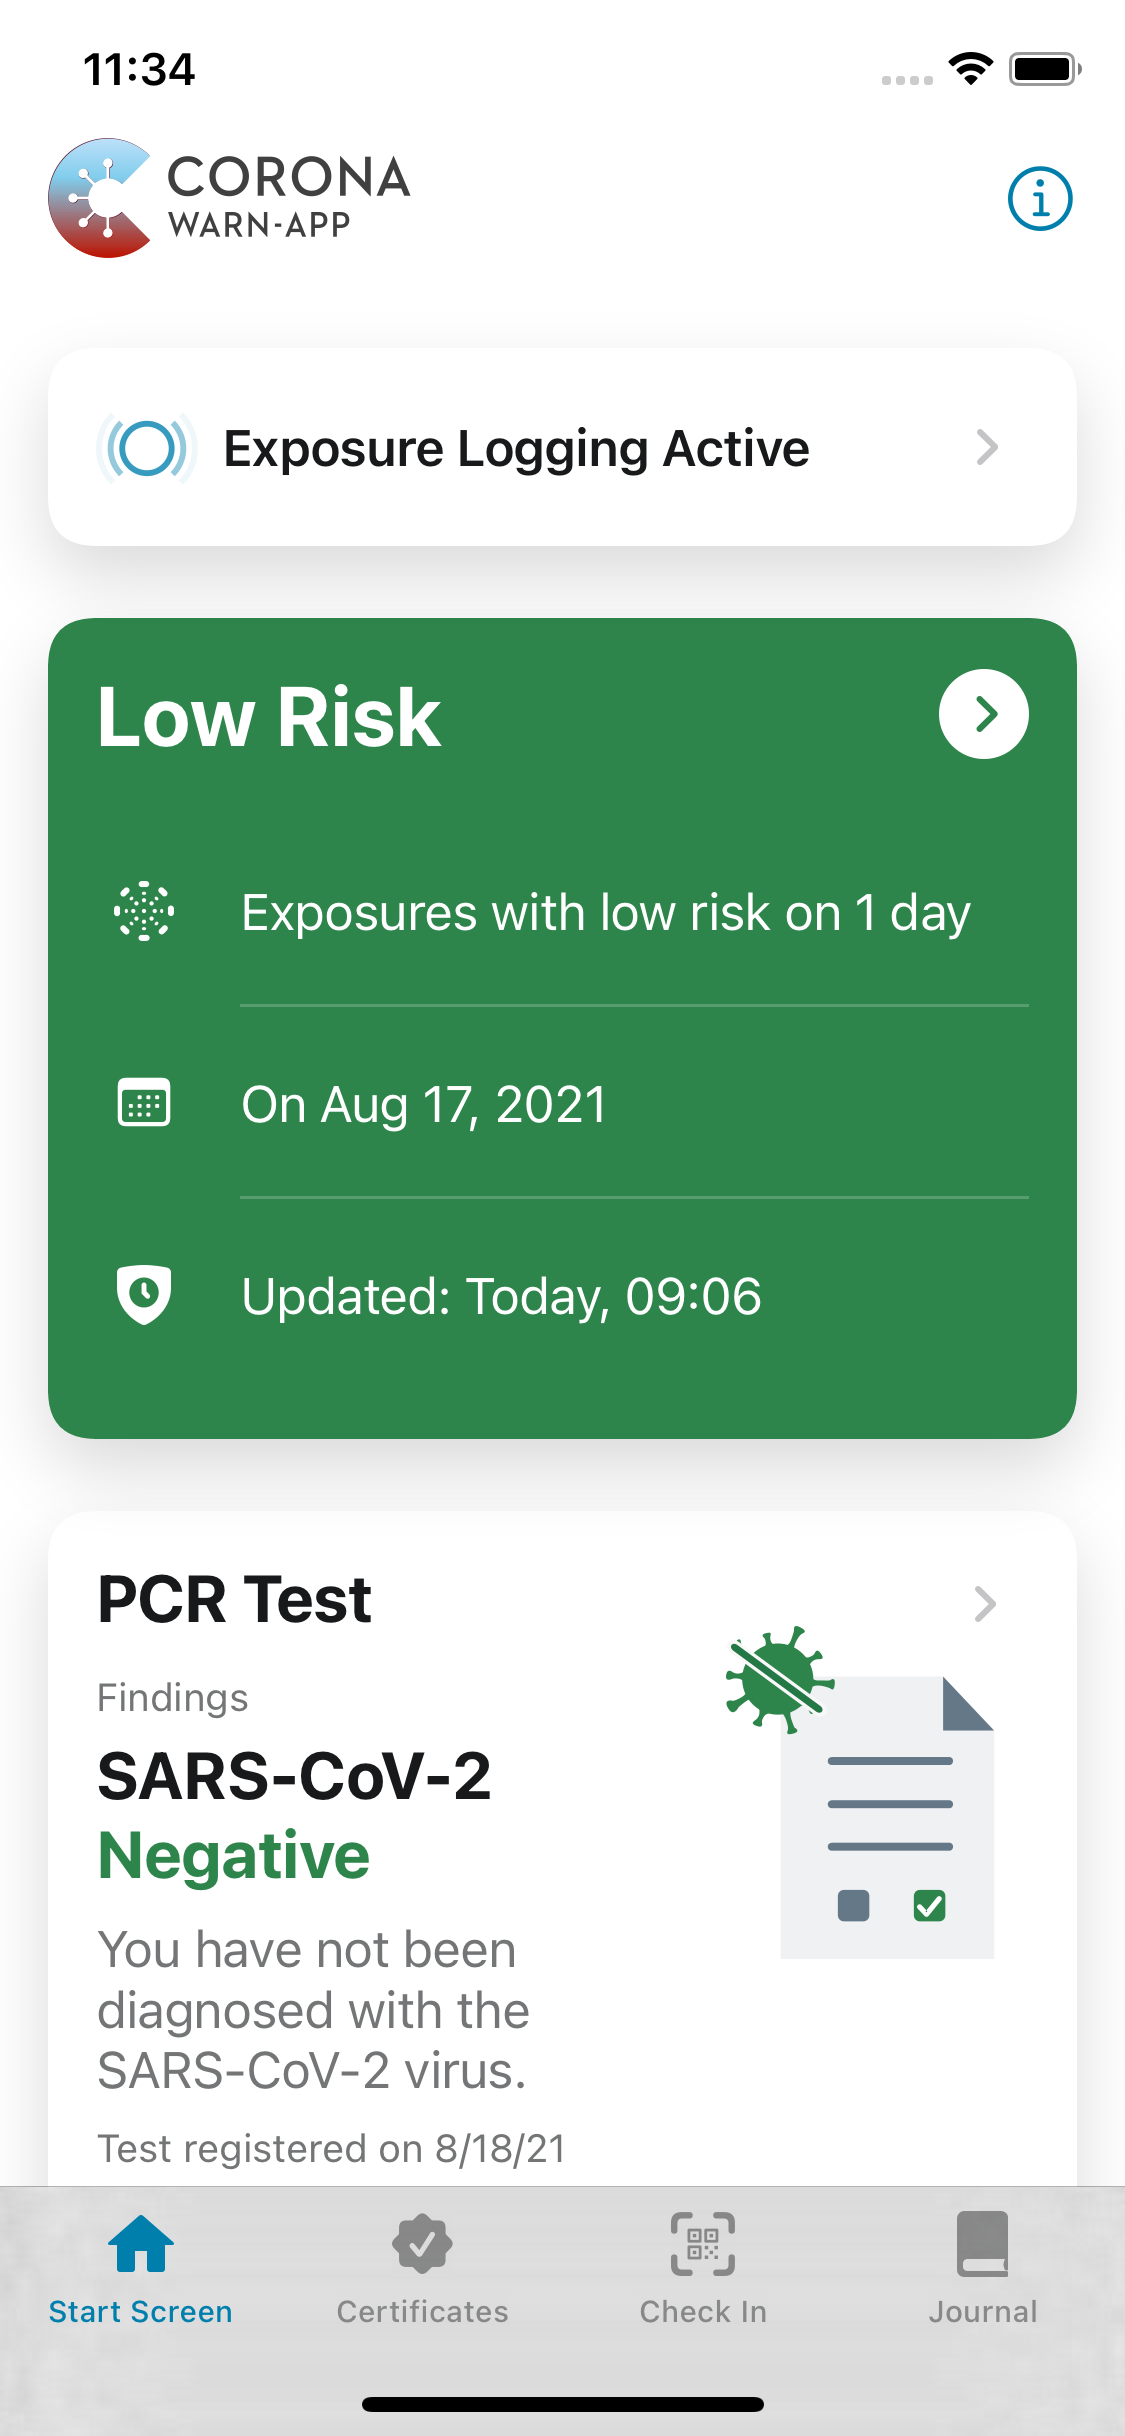 11:34
CORONA
WARN-APP
Exposure Logging Active
Low Risk
Exposures with low risk on 1 day
On Aug 17, 2021
Updated: Today, 09:06
PCR Test
Findings
SARS-CoV-2
Negative
You have not been
diagnosed with the
SARS-CoV-2 virus.
Test registered on 8/18/21
Start Screen
Certificates
Check In
Journal